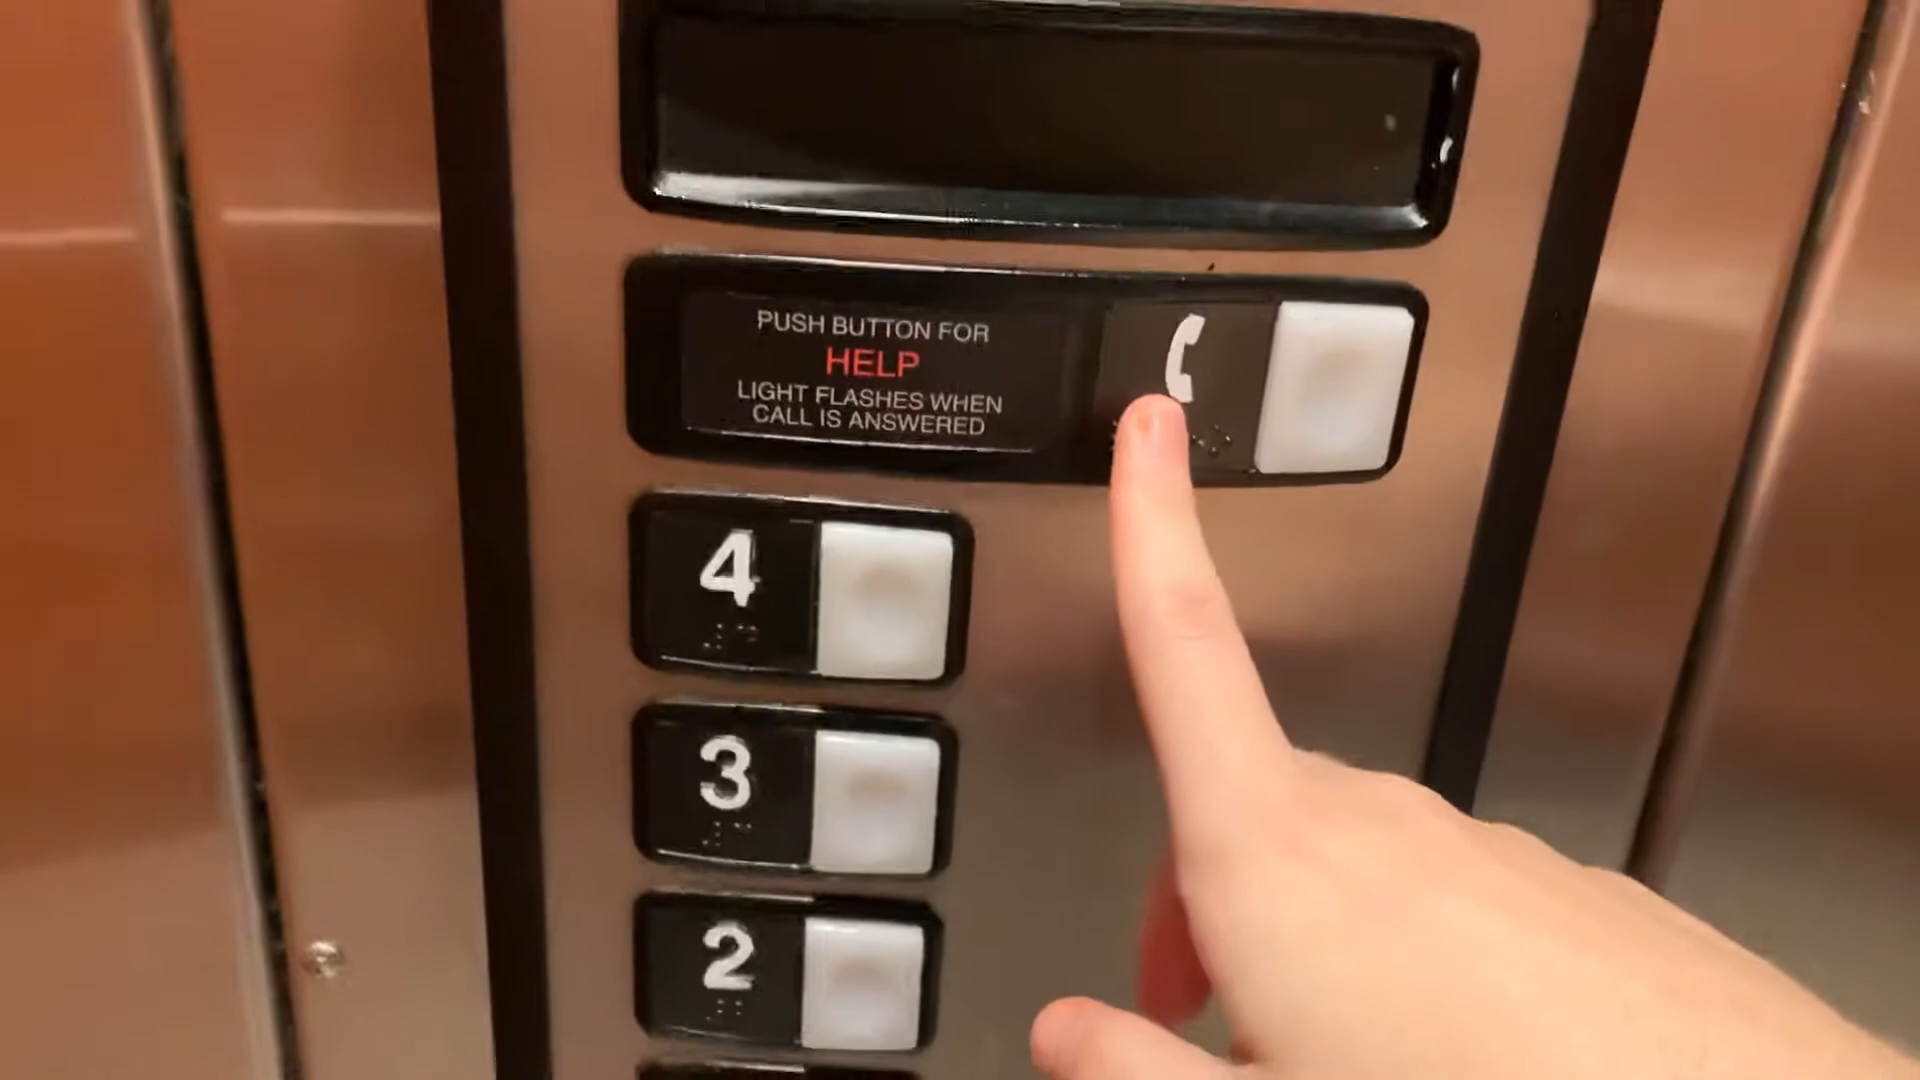 PUSH BUTTON FOR
HELP
LIGHT FLASHES WHEN
CALL IS ANSWERED
4
3
2